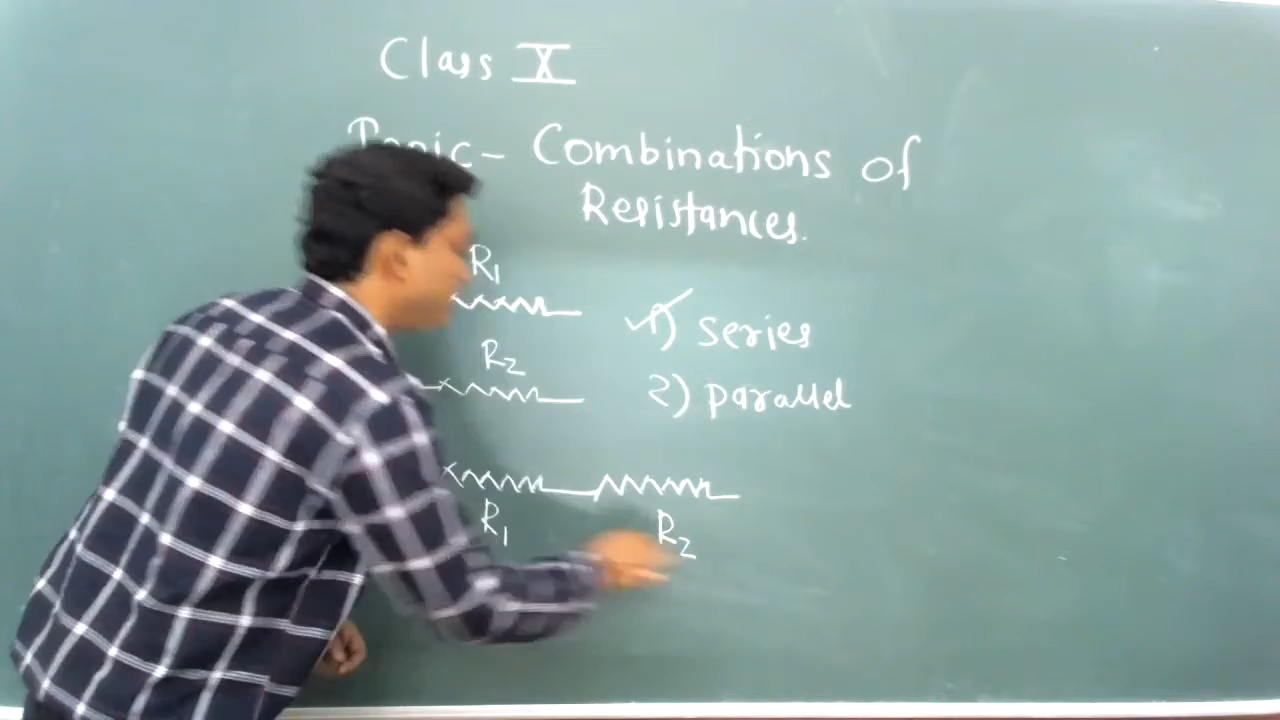 Class X
Topic - Combinations of
Resistances.
R1
1) series
R2
2) parallel
R1 R2